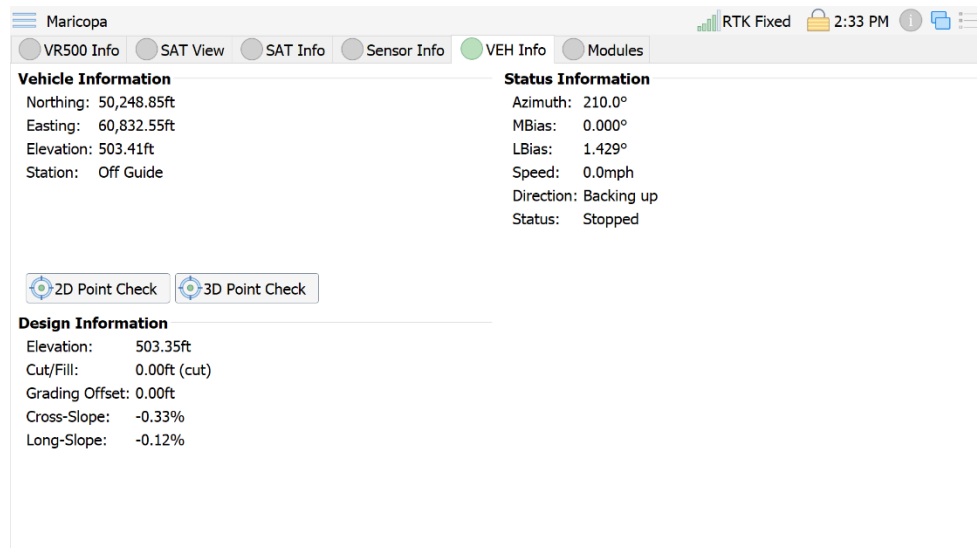 Maricopa RTK Fixed 2:33 PM
VR500 Info SAT View SAT Info Sensor Info VEH Info Modules
Vehicle Information
Northing: 50,248.85ft
Easting: 60,832.55ft
Elevation: 503.41ft
Station: Off Guide
Status Information
Azimuth: 210.0°
MBias: 0.000°
LBias: 1.429°
Speed: 0.0mph
Direction: Backing up
Status: Stopped
2D Point Check 3D Point Check
Design Information
Elevation: 503.35ft
Cut/Fill: 0.00ft (cut)
Grading Offset: 0.00ft
Cross-Slope: -0.33%
Long-Slope: -0.12%